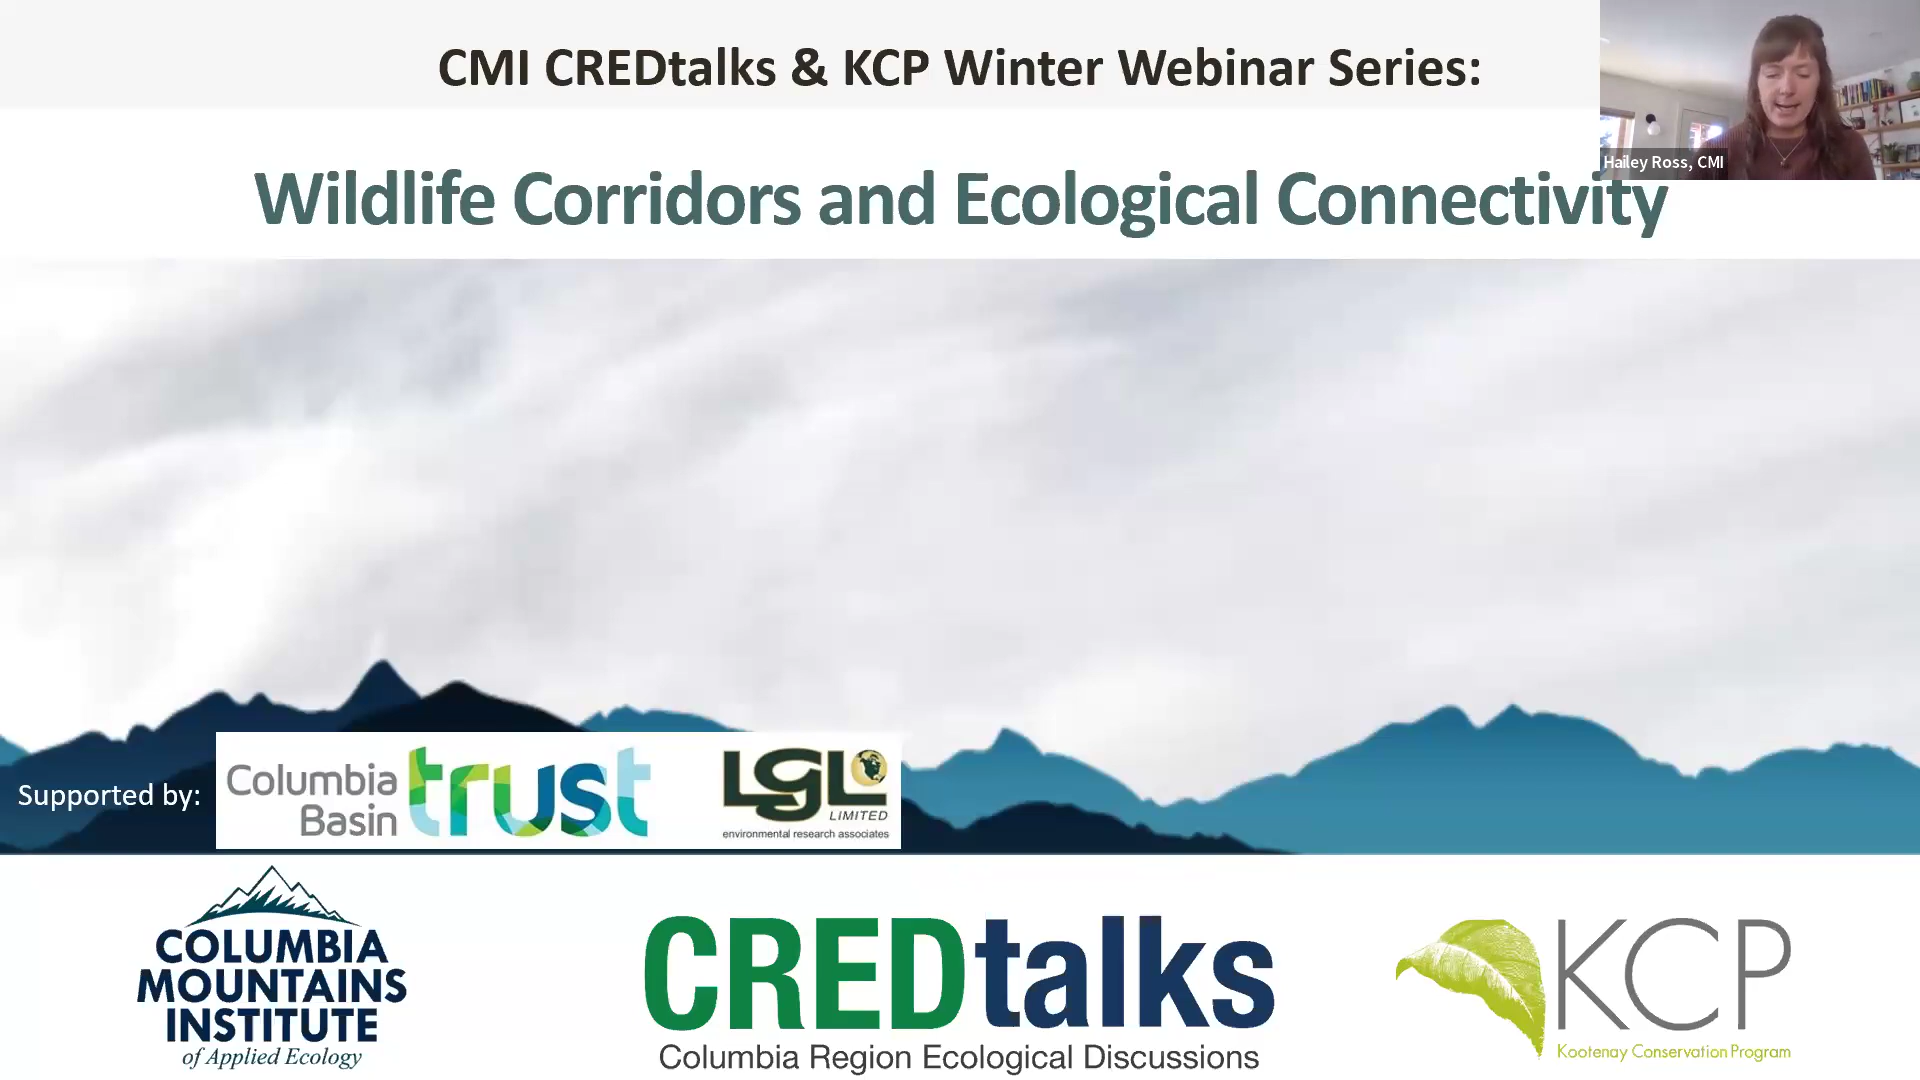 CMI CREDtalks & KCP Winter Webinar Series:
Hailey Ross, CMI
Wildlife Corridors and Ecological Connectivity
Supported by:
Columbia
Basin
trust
LGL
LIMITED
environmental research associates
COLUMBIA
MOUNTAINS
INSTITUTE
of Applied Ecology
CREDtalks
Columbia Region Ecological Discussions
KCP
Kootenay Conservation Program